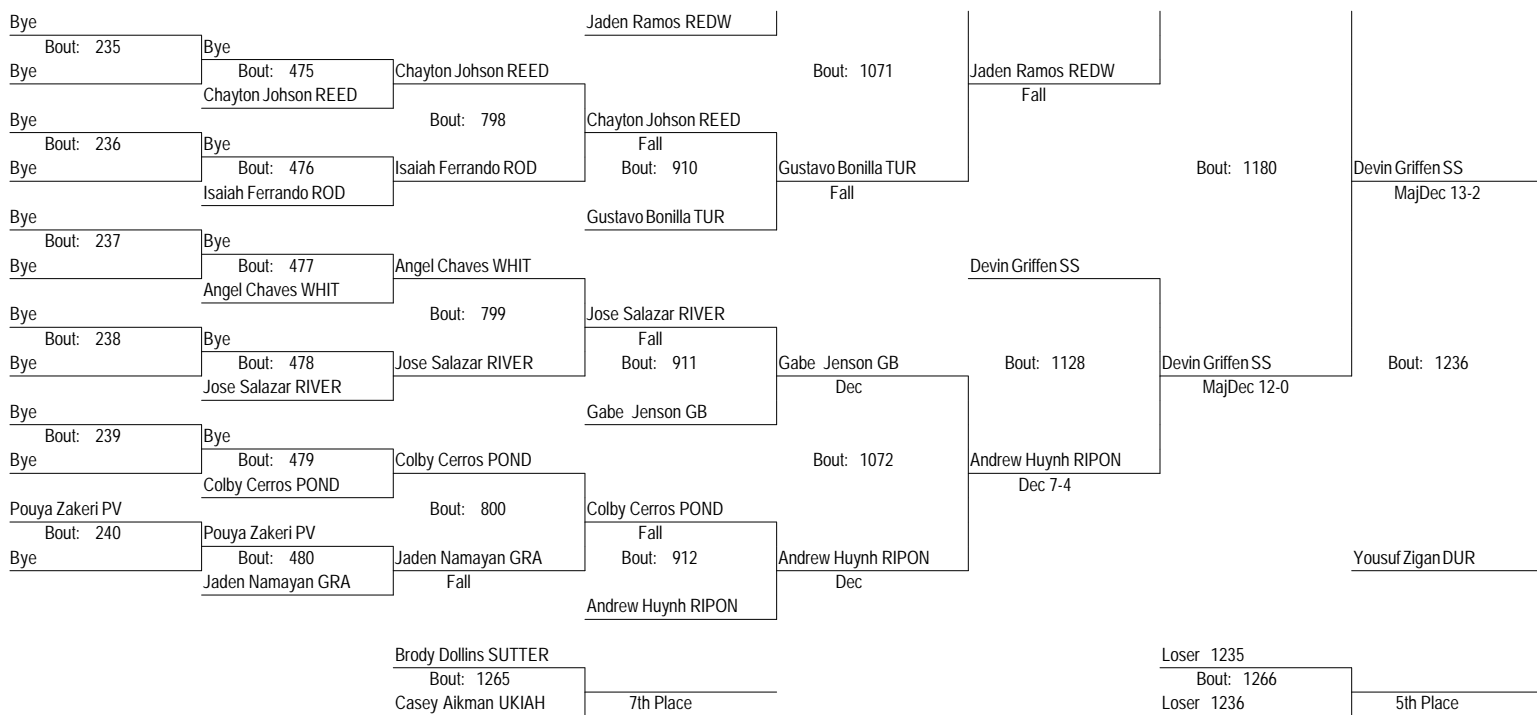 Bye
Jaden Ramos REDW
Bout: 235
Bye
Bye
Bout: 475
Chayton Johson REED
Bout: 1071
Jaden Ramos REDW
Chayton Johson REED
Fall
Bye
Bout: 798
Chayton Johson REED
Bout: 236
Bye
Fall
Bye
Bout: 476
Isaiah Ferrando ROD
Bout: 910
Gustavo Bonilla TUR
Bout: 1180
Devin Griffen SS
Isaiah Ferrando ROD
Fall
MajDec 13-2
Bye
Gustavo Bonilla TUR
Bout: 237
Bye
Bye
Bout: 477
Angel Chaves WHIT
Devin Griffen SS
Angel Chaves WHIT
Bye
Bout: 799
Jose Salazar RIVER
Bout: 238
Bye
Fall
Bye
Bout: 478
Jose Salazar RIVER
Bout: 911
Gabe Jenson GB
Bout: 1128
Devin Griffen SS
Bout: 1236
Jose Salazar RIVER
Dec
MajDec 12-0
Bye
Gabe Jenson GB
Bout: 239
Bye
Bye
Bout: 479
Colby Cerros POND
Bout: 1072
Andrew Huynh RIPON
Colby Cerros POND
Dec 7-4
Pouya Zakeri PV
Bout: 800
Colby Cerros POND
Bout: 240
Pouya Zakeri PV
Fall
Bye
Bout: 480
Jaden Namayan GRA
Bout: 912
Andrew Huynh RIPON
Yousuf Zigan DUR
Jaden Namayan GRA
Fall
Dec
Andrew Huynh RIPON
Brody Dollins SUTTER
Loser 1235
Bout: 1265
Bout: 1266
Casey Aikman UKIAH
7th Place
Loser 1236
5th Place